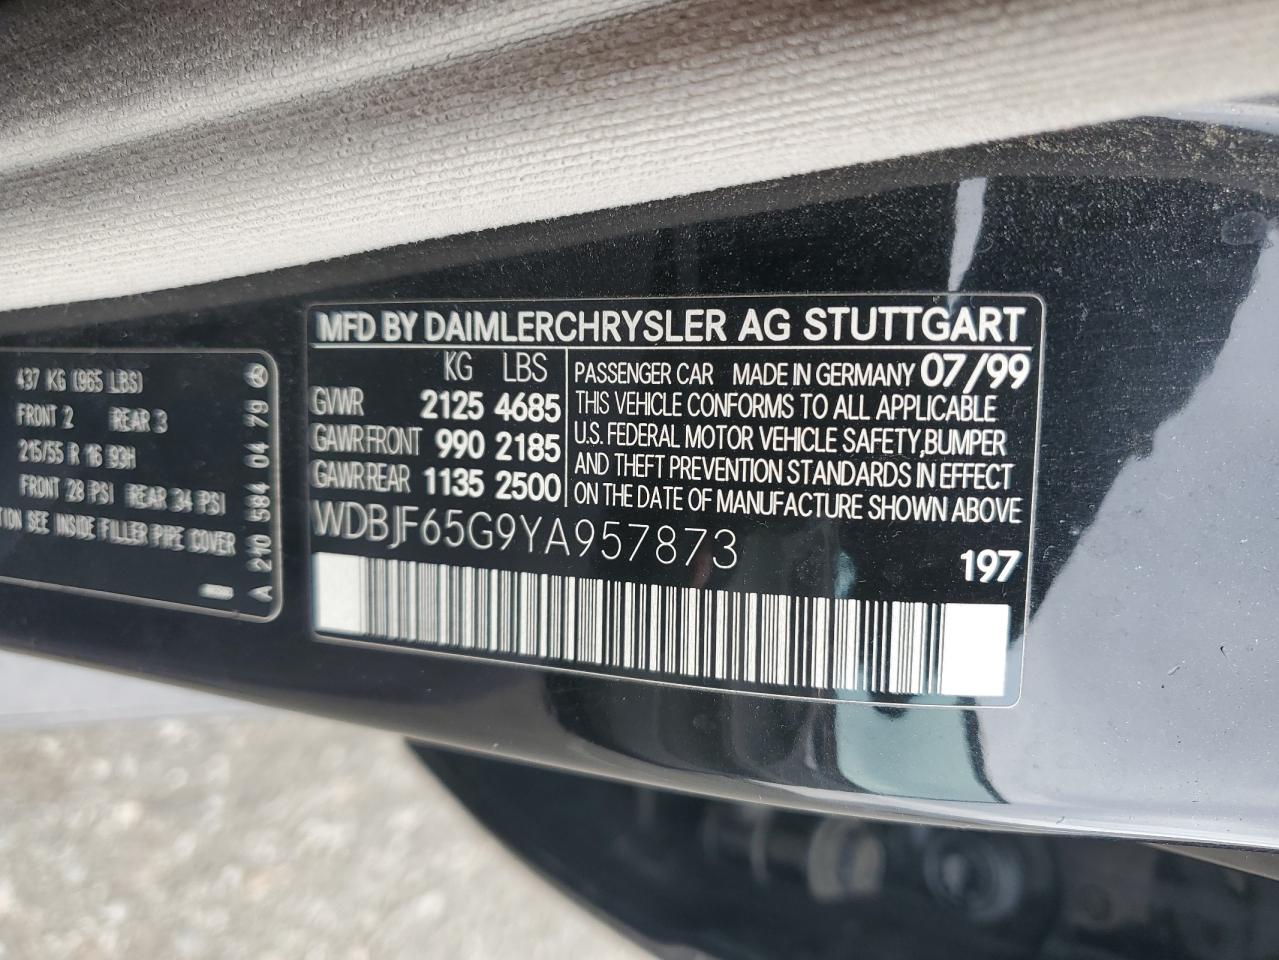 437 KG (965 LBS)
FRONT 2 REAR 3
215/55 R 16 93H
FRONT 28 PSI REAR 34 PSI
TION SEE INSIDE FILLER PIPE COVER
A 210 584 04 79
MFD BY DAIMLERCHRYSLER AG STUTTGART
KG LBS
GVWR 2125 4685
GAWR FRONT 990 2185
GAWR REAR 1135 2500
PASSENGER CAR MADE IN GERMANY 07/99
THIS VEHICLE CONFORMS TO ALL APPLICABLE
U.S. FEDERAL MOTOR VEHICLE SAFETY, BUMPER
AND THEFT PREVENTION STANDARDS IN EFFECT
ON THE DATE OF MANUFACTURE SHOWN ABOVE
WDBJF65G9YA957873
197